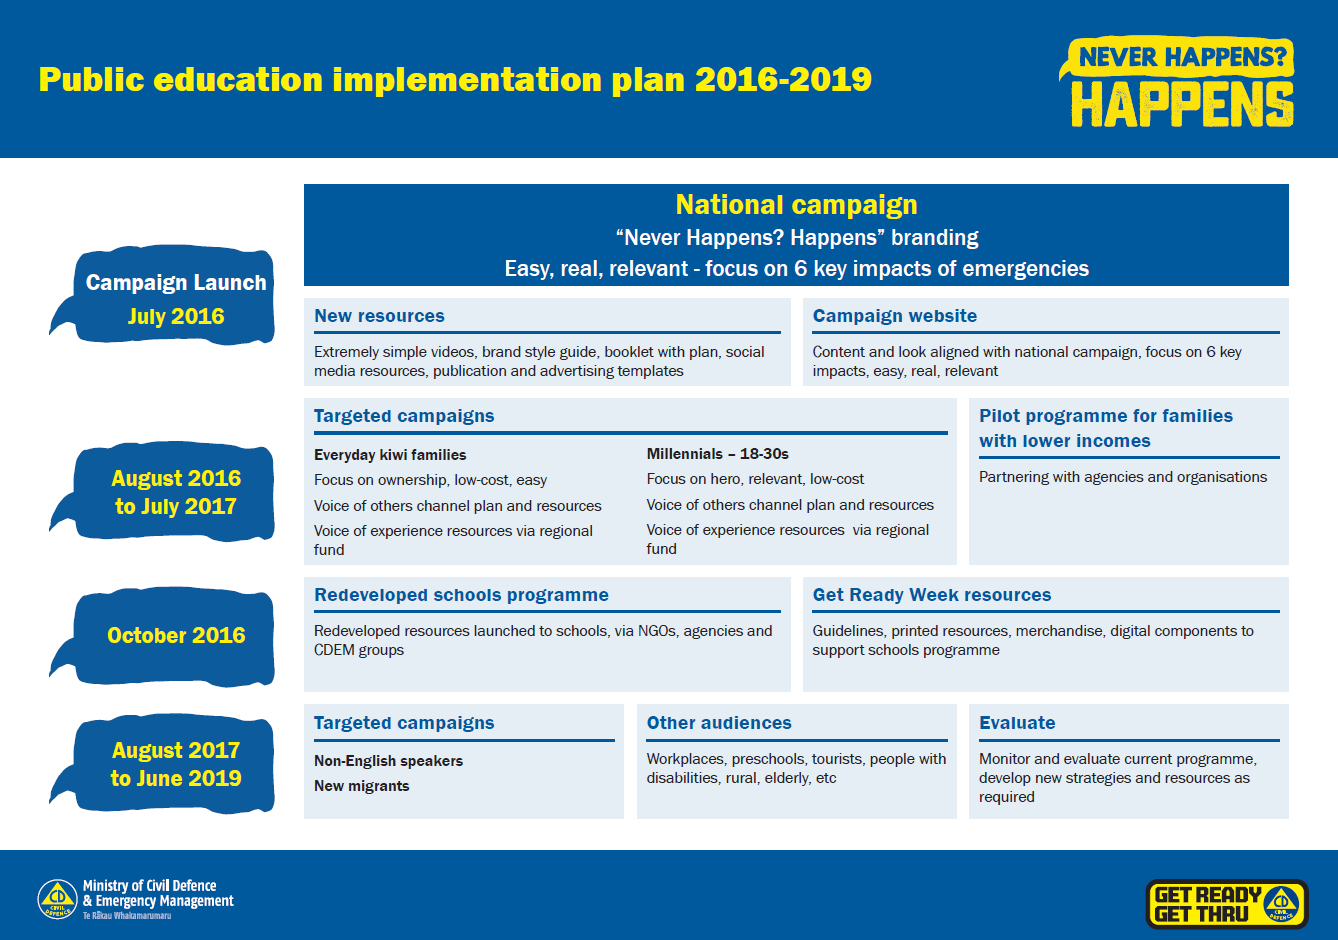 Public education implementation plan 2016-2019
NEVER HAPPENS?
HAPPENS
National campaign
“Never Happens? Happens” branding
Easy, real, relevant - focus on 6 key impacts of emergencies
Campaign Launch
July 2016
New resources
Extremely simple videos, brand style guide, booklet with plan, social
media resources, publication and advertising templates
Campaign website
Content and look aligned with national campaign, focus on 6 key
impacts, easy, real, relevant
August 2016
to July 2017
Targeted campaigns
Everyday kiwi families
Focus on ownership, low-cost, easy
Voice of others channel plan and resources
Voice of experience resources via regional
fund
Millennials – 18-30s
Focus on hero, relevant, low-cost
Voice of others channel plan and resources
Voice of experience resources  via regional
fund
Pilot programme for families
with lower incomes
Partnering with agencies and organisations
October 2016
Redeveloped schools programme
Redeveloped resources launched to schools, via NGOs, agencies and
CDEM groups
Get Ready Week resources
Guidelines, printed resources, merchandise, digital components to
support schools programme
August 2017
to June 2019
Targeted campaigns
Non-English speakers
New migrants
Other audiences
Workplaces, preschools, tourists, people with
disabilities, rural, elderly, etc
Evaluate
Monitor and evaluate current programme,
develop new strategies and resources as
required
CD
CIVIL
DEFENCE
Ministry of Civil Defence
& Emergency Management
Te Rākau Whakamarumaru
GET READY
GET THRU
CD
CIVIL
DEFENCE